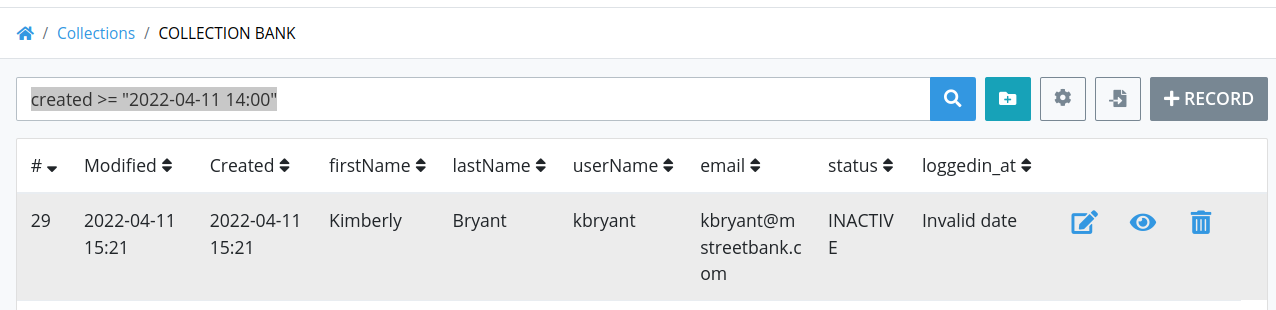 / Collections / COLLECTION BANK
created >= "2022-04-11 14:00"
RECORD
# Modified Created firstName lastName userName email status loggedin_at
29 2022-04-11 15:21 2022-04-11 15:21 Kimberly Bryant kbryant kbryant@mstreetbank.com INACTIVE Invalid date